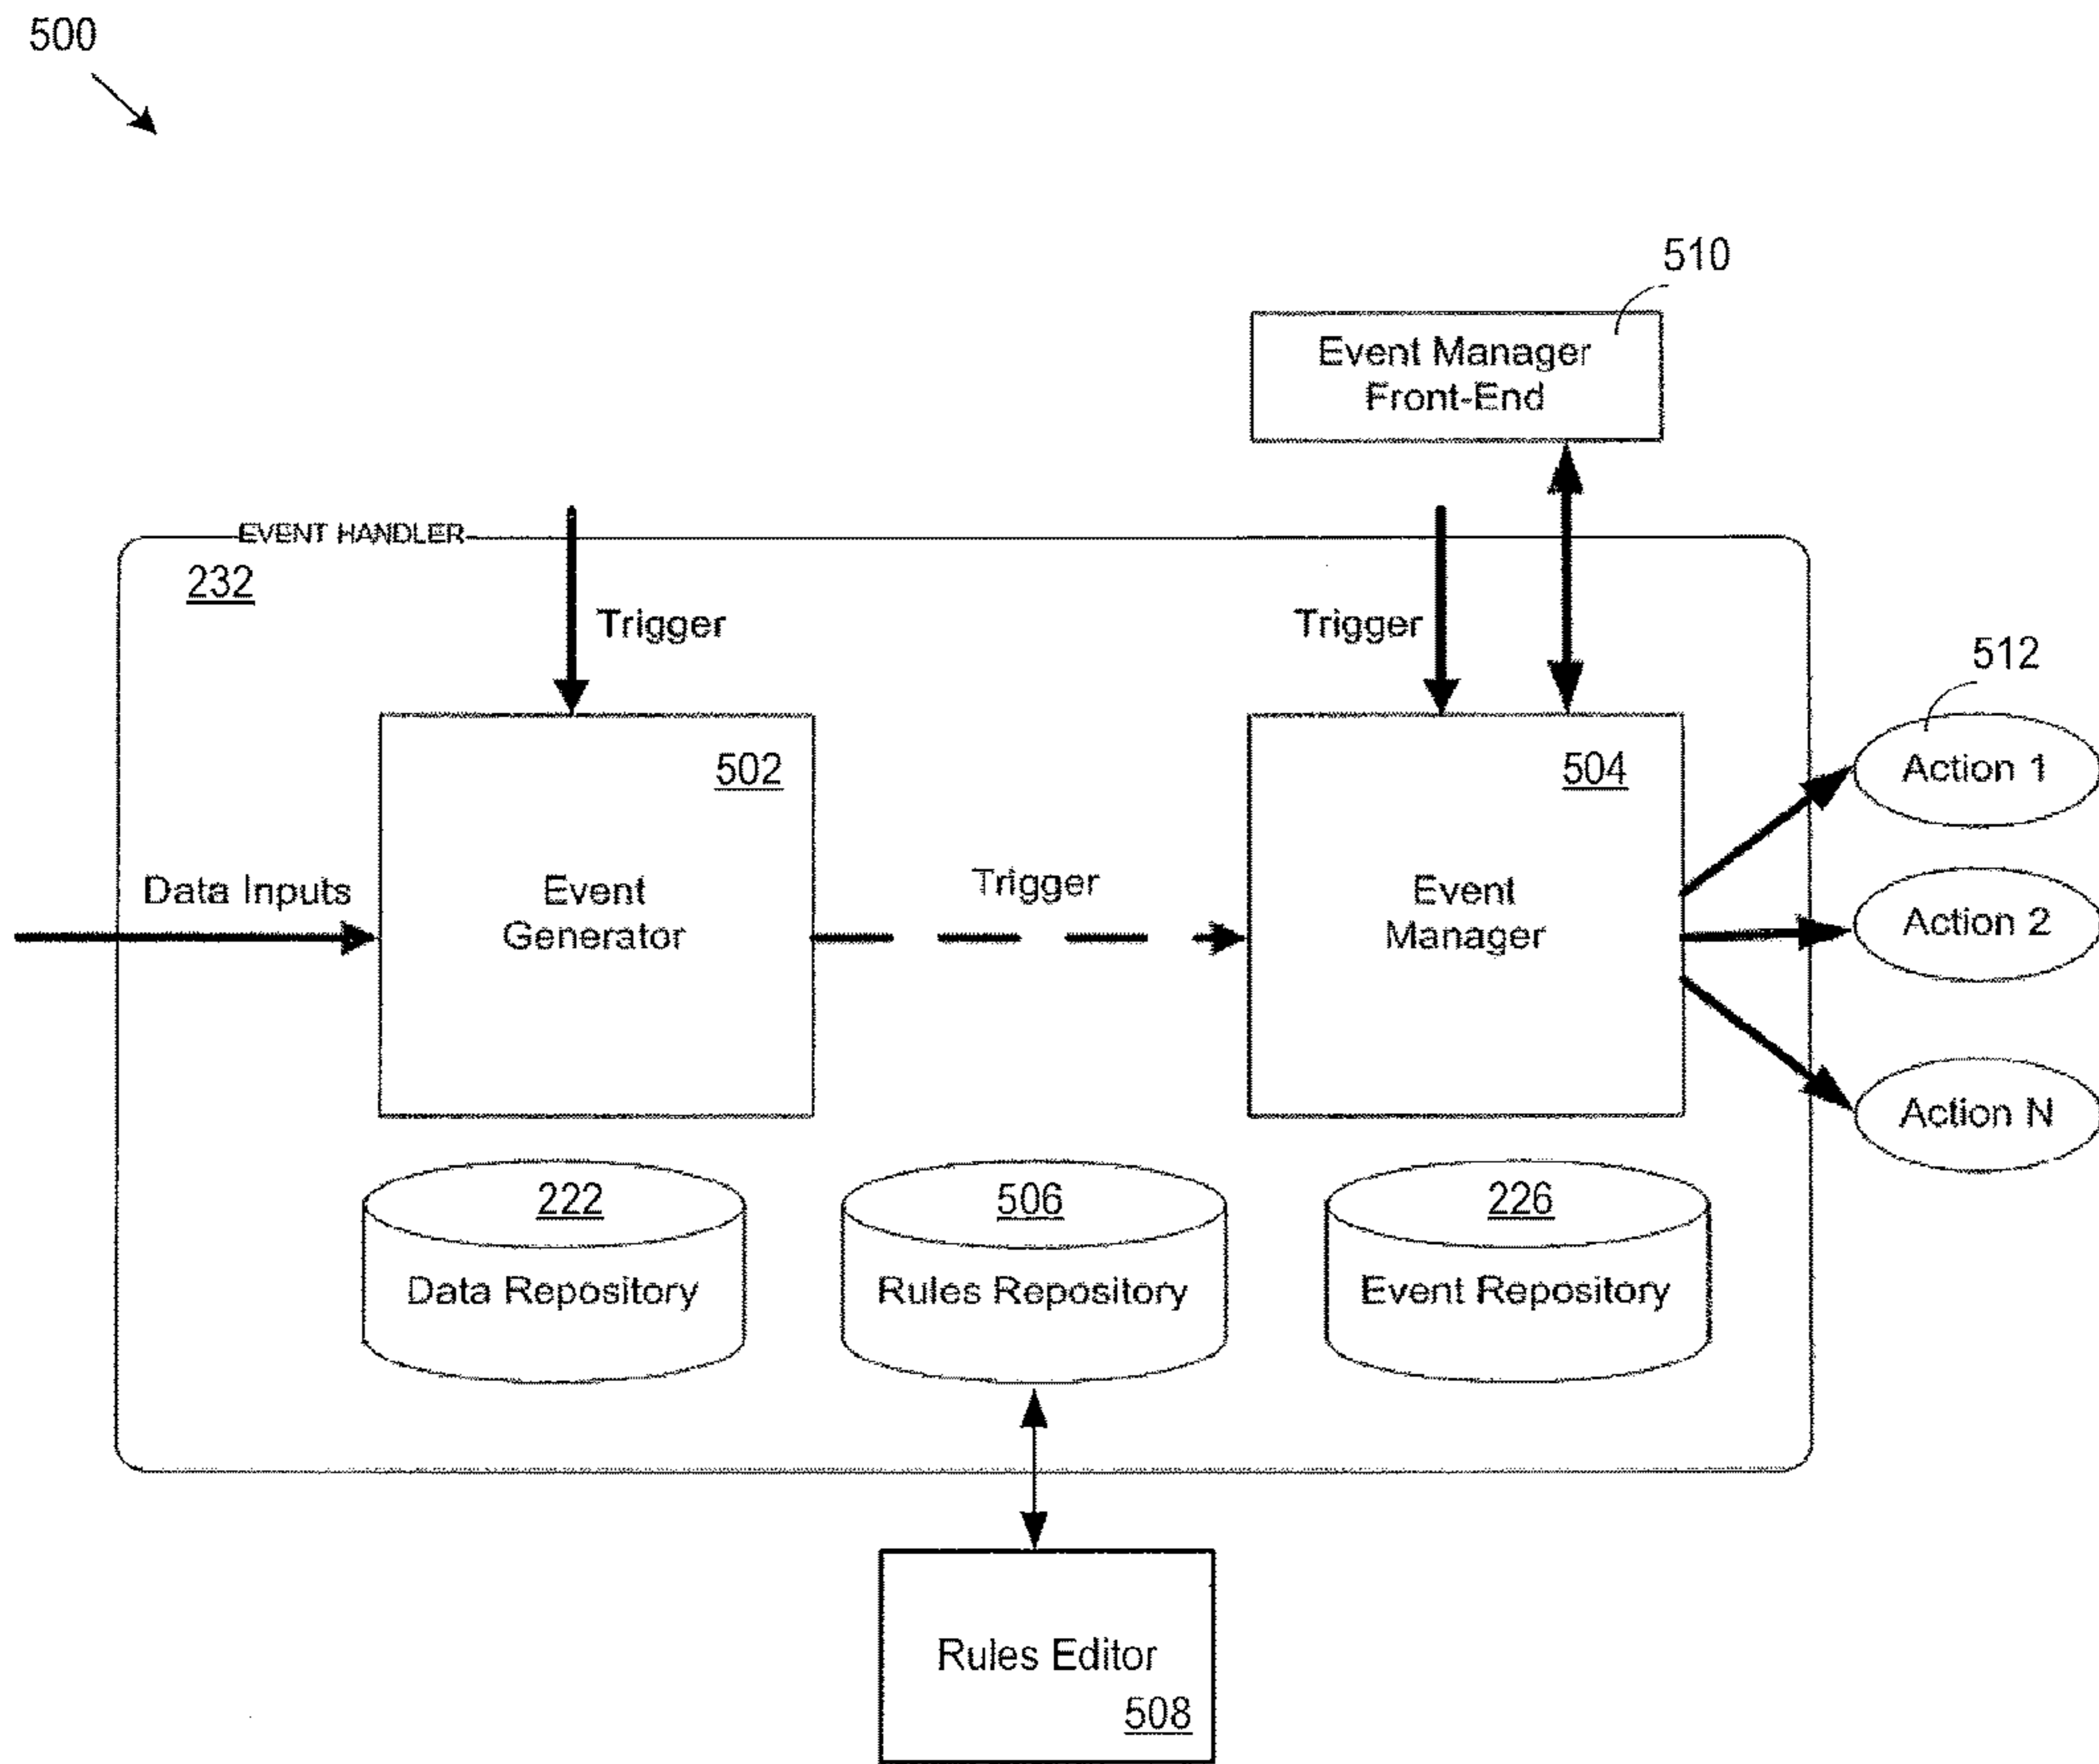 500
510
Event Manager
Front-End
EVENT HANDLER
232
Trigger
Trigger
512
502
504
Action 1
Data Inputs
Event
Generator
Trigger
Event
Manager
Action 2
Action N
222
506
226
Data Repository
Rules Repository
Event Repository
Rules Editor
508